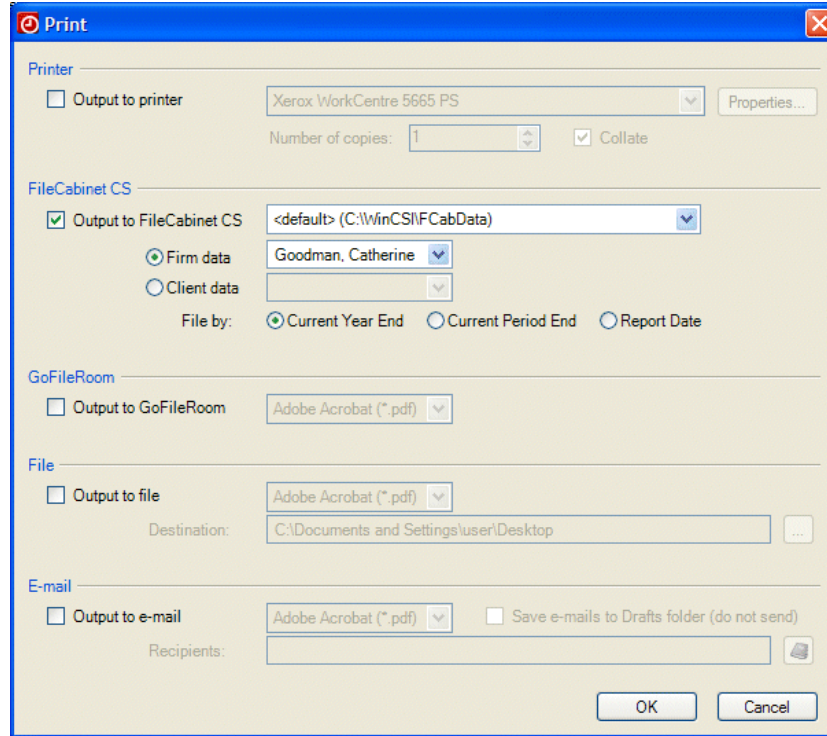 Print
Printer
Output to printer Xerox WorkCentre 5665 PS Properties...
Number of copies: 1 Collate
FileCabinet CS
Output to FileCabinet CS <default> (C:\WinCSI\FCabData)
Firm data Goodman, Catherine
Client data
File by: Current Year End Current Period End Report Date
GoFileRoom
Output to GoFileRoom Adobe Acrobat (*.pdf)
File
Output to file Adobe Acrobat (*.pdf)
Destination: C:\Documents and Settings\user\Desktop ...
E-mail
Output to e-mail Adobe Acrobat (*.pdf) Save e-mails to Drafts folder (do not send)
Recipients:
OK Cancel